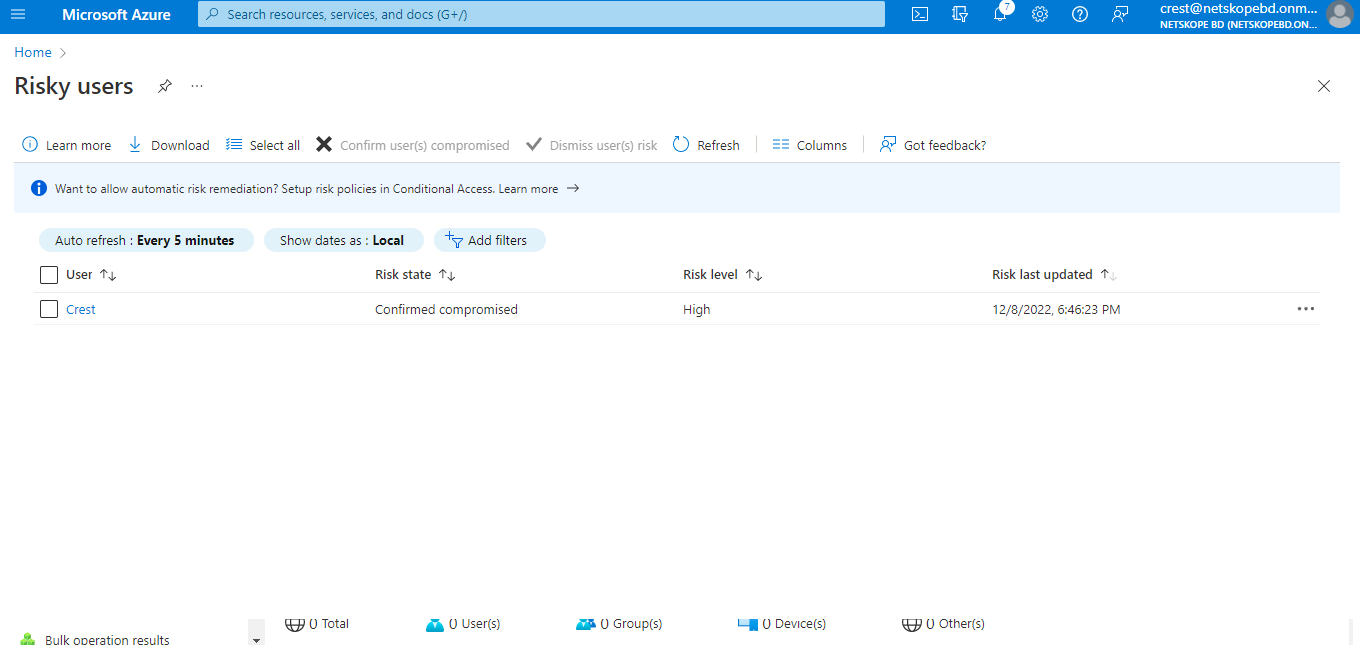 Microsoft Azure
Search resources, services, and docs (G+/)
7
crest@netskopebd.onm...
NETSKOPE BD (NETSKOPEBD.ON...
Home
Risky users
Learn more
Download
Select all
Confirm user(s) compromised
Dismiss user(s) risk
Refresh
Columns
Got feedback?
Want to allow automatic risk remediation? Setup risk policies in Conditional Access. Learn more →
Auto refresh : Every 5 minutes
Show dates as : Local
Add filters
User ↑↓ Risk state ↑↓ Risk level ↑↓ Risk last updated ↑↓
Crest Confirmed compromised High 12/8/2022, 6:46:23 PM
0 Total 0 User(s) 0 Group(s) 0 Device(s) 0 Other(s)
Bulk operation results